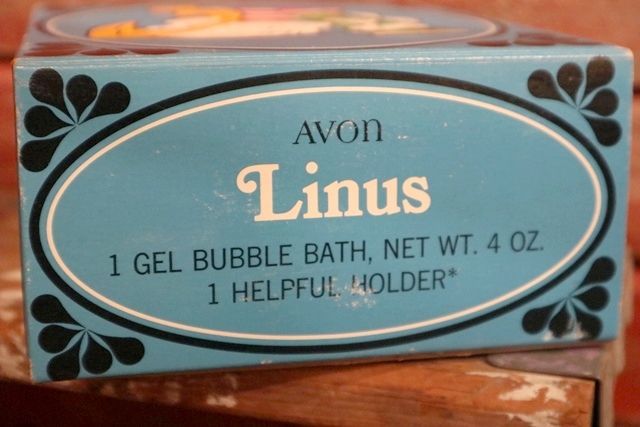 AVON
Linus
1 GEL BUBBLE BATH, NET WT. 4 OZ.
1 HELPFUL HOLDER*